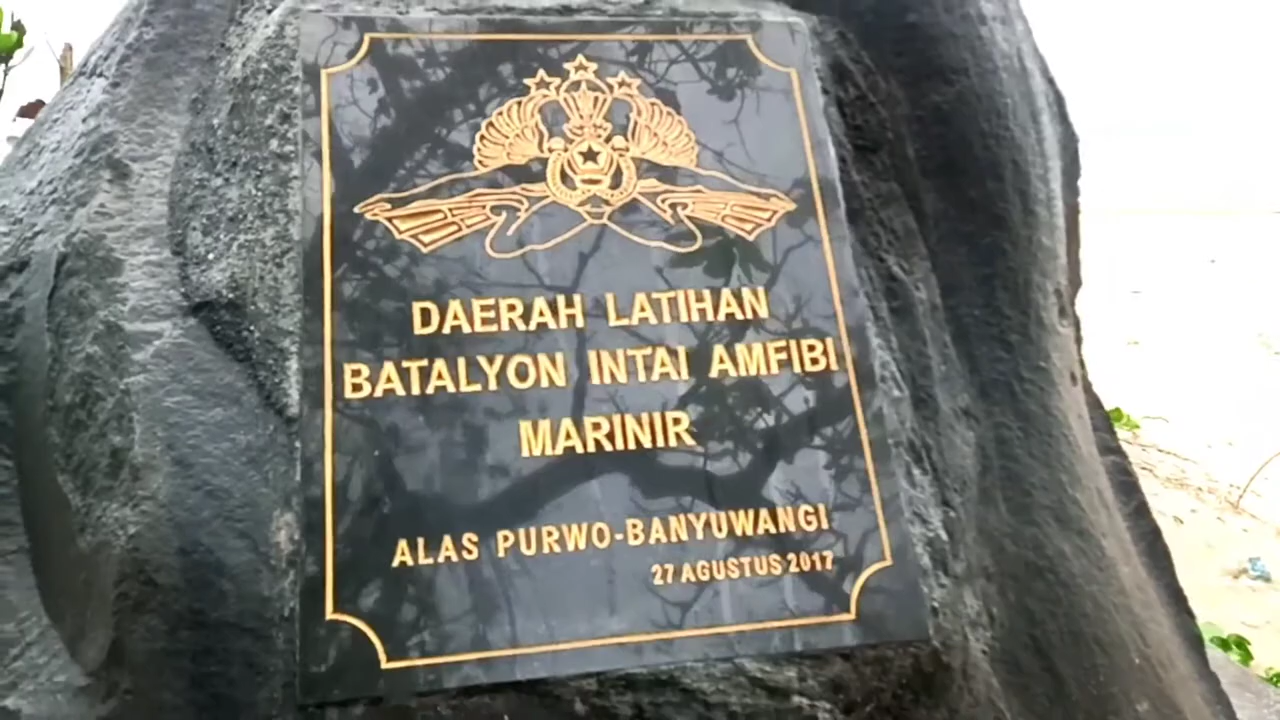 DAERAH LATIHAN
BATALYON INTAI AMFIBI
MARINIR
ALAS PURWO-BANYUWANGI
27 AGUSTUS 2017